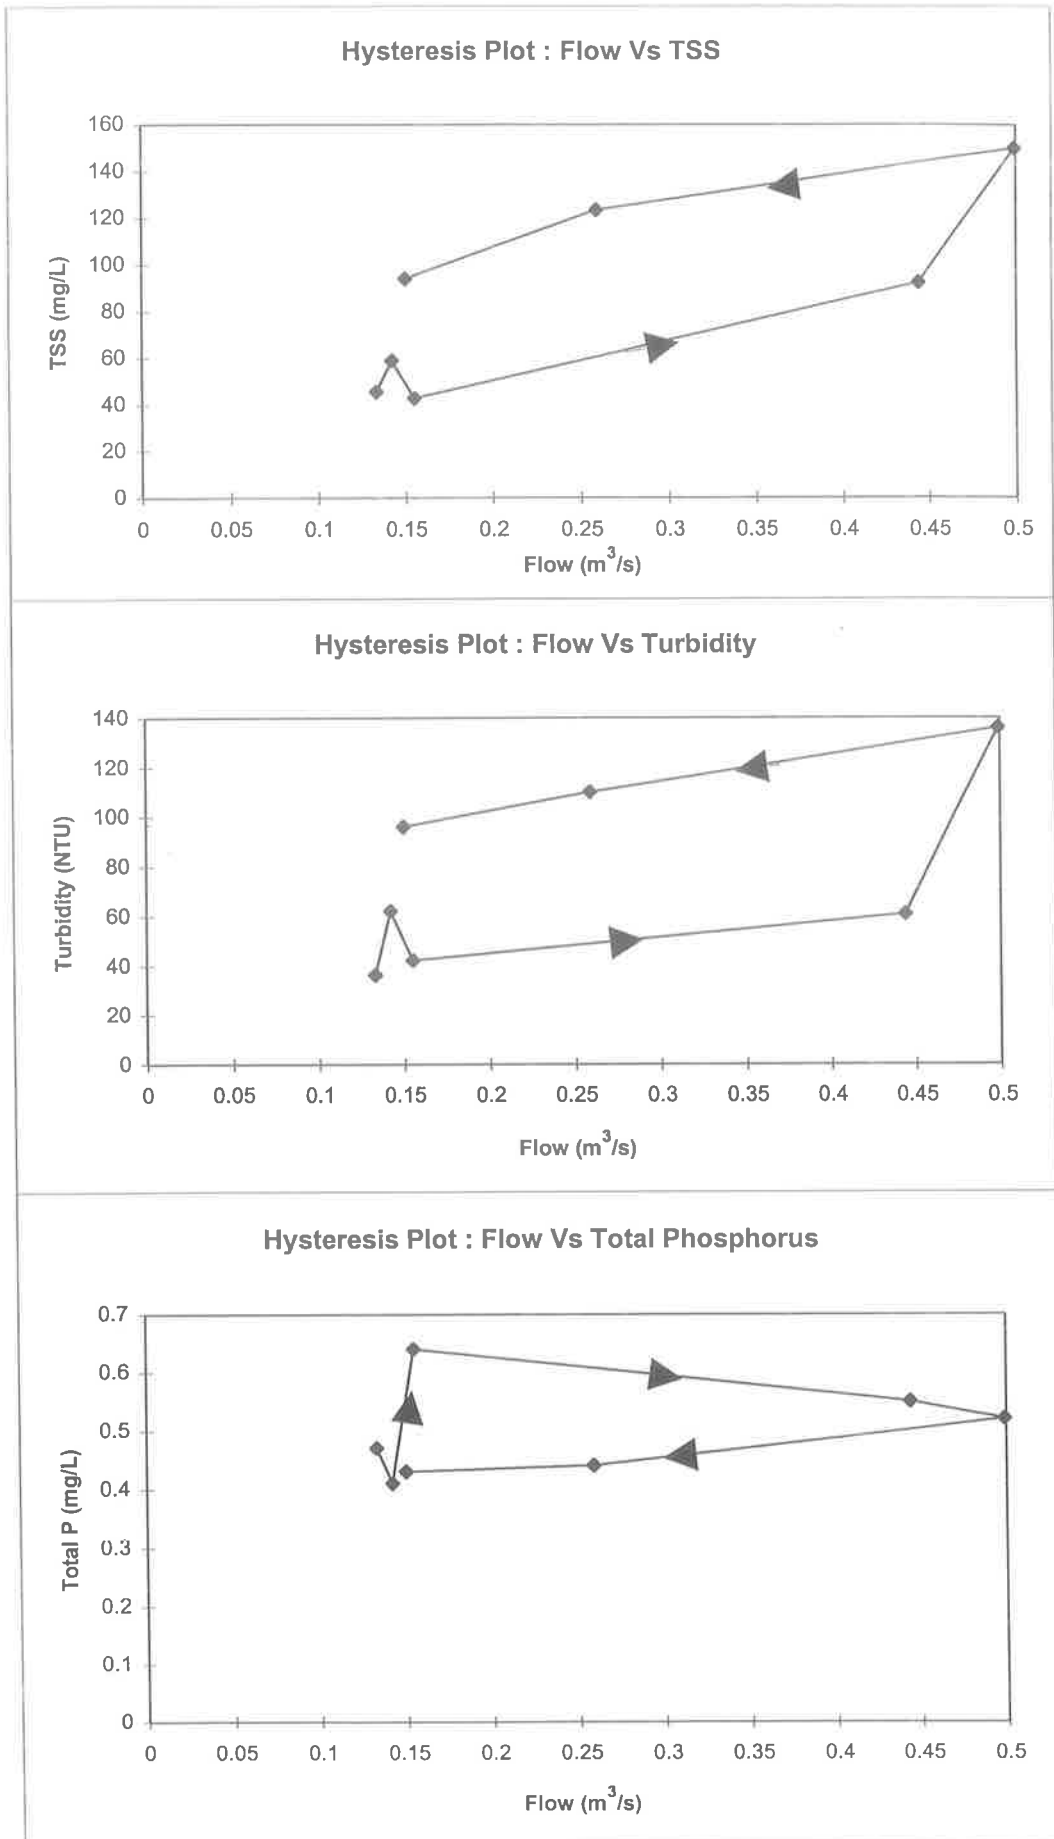 Hysteresis Plot : Flow Vs TSS
160
140
120
100
80
60
40
20
0
TSS (mg/L)
0 0.05 0.1 0.15 0.2 0.25 0.3 0.35 0.4 0.45 0.5
Flow (m³/s)
Hysteresis Plot : Flow Vs Turbidity
140
120
100
80
60
40
20
0
Turbidity (NTU)
0 0.05 0.1 0.15 0.2 0.25 0.3 0.35 0.4 0.45 0.5
Flow (m³/s)
Hysteresis Plot : Flow Vs Total Phosphorus
0.7
0.6
0.5
0.4
0.3
0.2
0.1
0
Total P (mg/L)
0 0.05 0.1 0.15 0.2 0.25 0.3 0.35 0.4 0.45 0.5
Flow (m³/s)